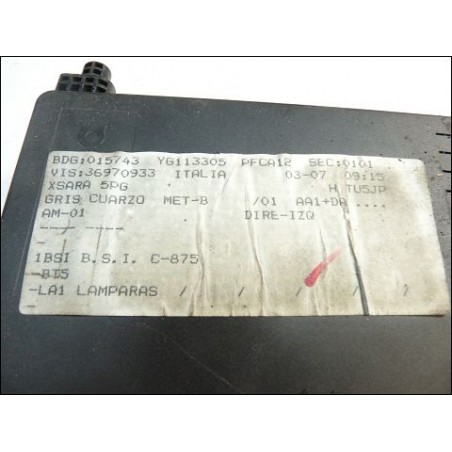 BDG:015743 YG113305 PFCA12 SEC:0101
VIS:36970933 ITALIA 03-07 09:15
XSARA 5PG H TU5JP
GRIS CUARZO MET-B /01 AA1+DA ....
AM-01 DIRE-IZQ
-- -- -- --
1BSI B.S.I. C-875
-BT5
-LA1 LAMPARAS / / / / /